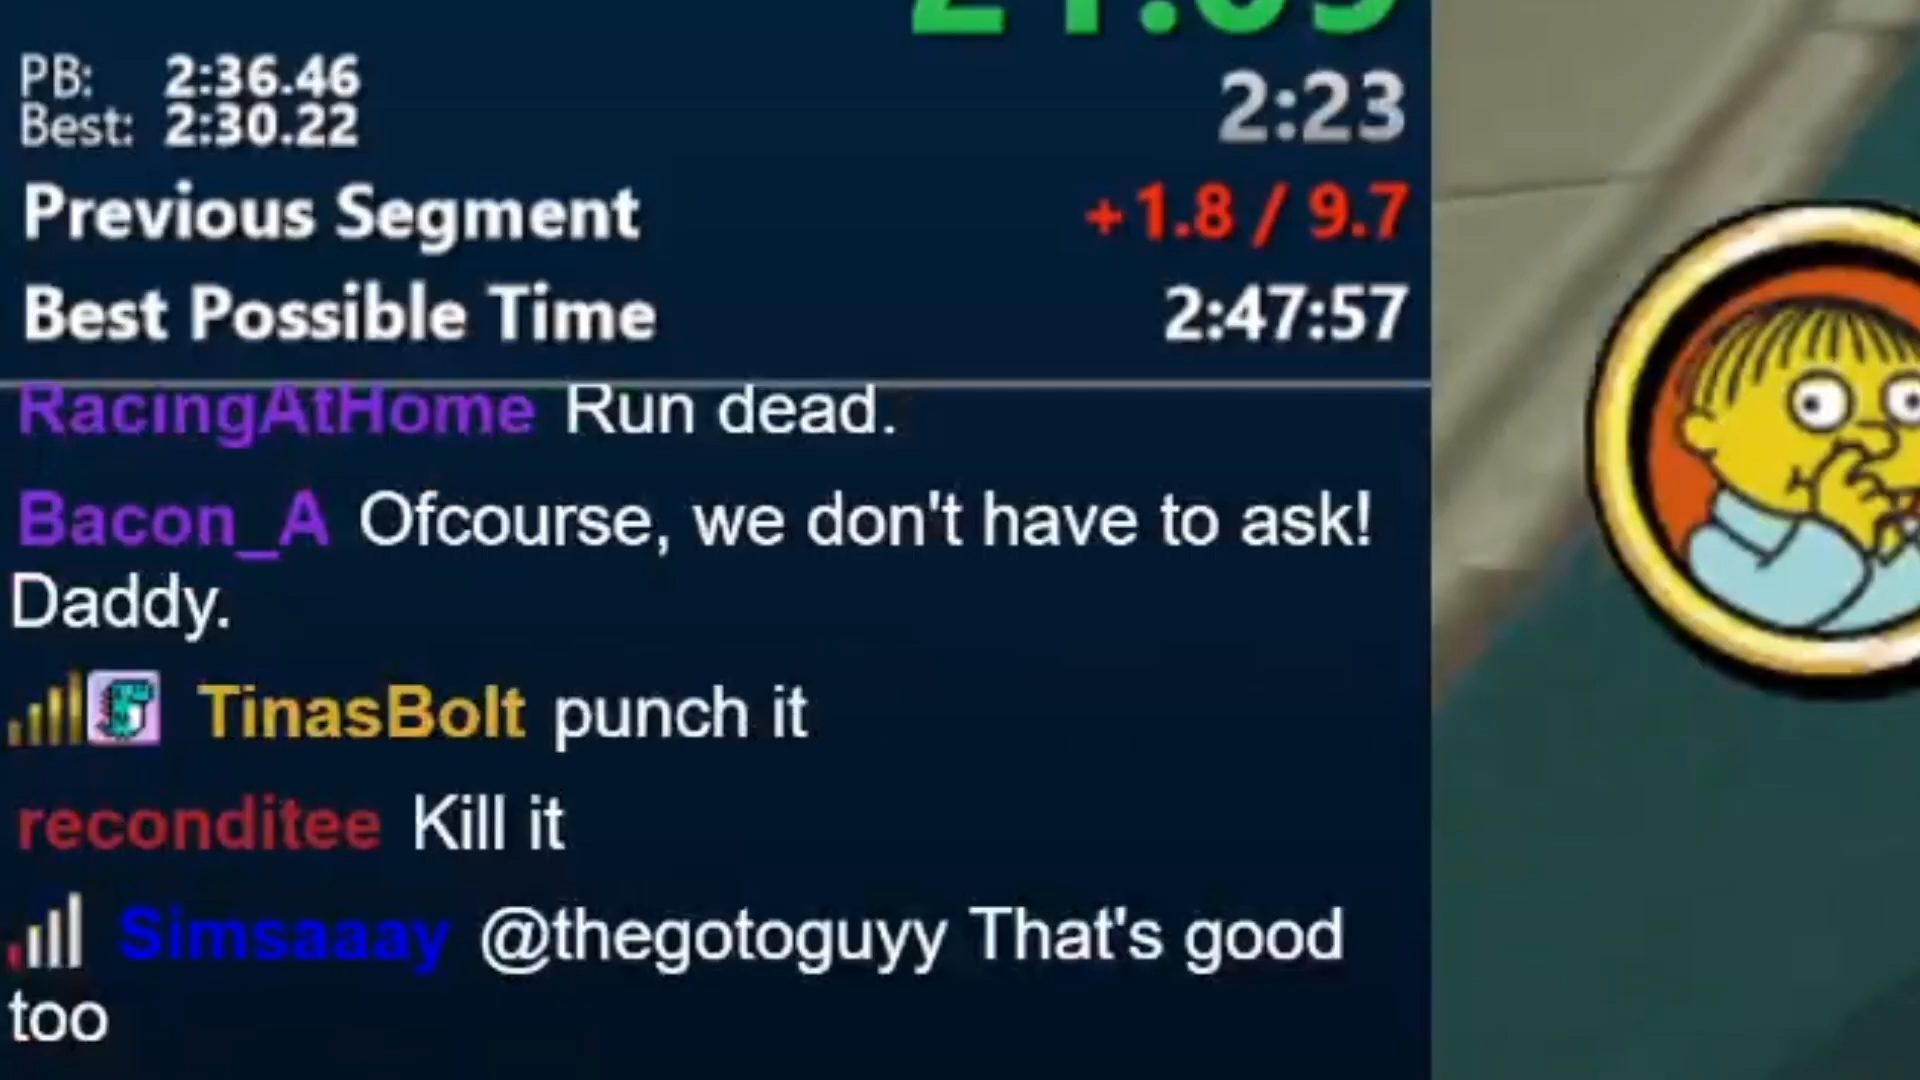 PB: 2:36.46
2:23
Best: 2:30.22
Previous Segment +1.8 / 9.7
Best Possible Time 2:47:57
RacingAtHome Run dead.
Bacon_A Ofcourse, we don't have to ask!
Daddy.
TinasBolt punch it
reconditee Kill it
Simsaaay @thegotoguyy That's good
too